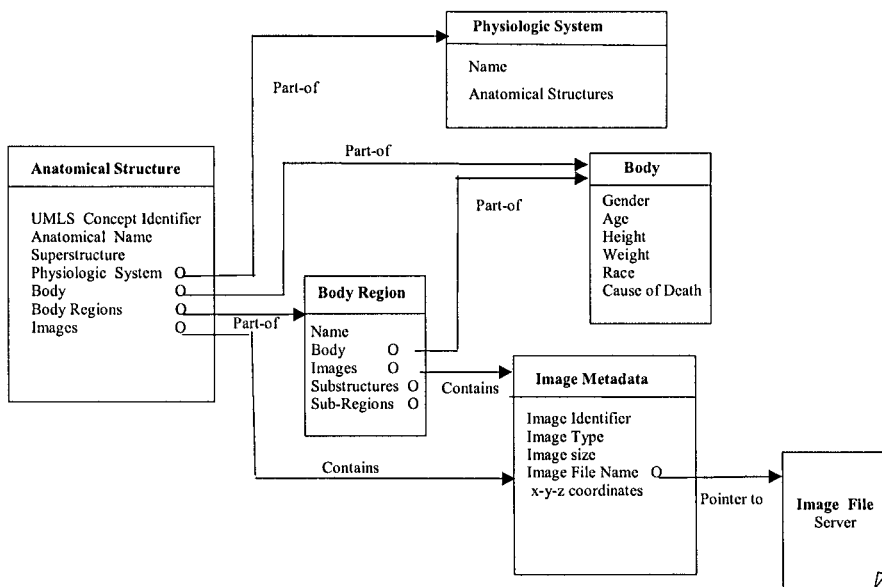 Physiologic System
Name
Anatomical Structures
Part-of
Anatomical Structure
UMLS Concept Identifier
Anatomical Name
Superstructure
Physiologic System O
Body O
Body Regions O
Images O
Part-of
Body
Gender
Age
Height
Weight
Race
Cause of Death
Part-of
Part-of
Body Region
Name
Body O
Images O
Substructures O
Sub-Regions O
Contains
Image Metadata
Image Identifier
Image Type
Image size
Image File Name O
x-y-z coordinates
Contains
Pointer to
Image File
Server